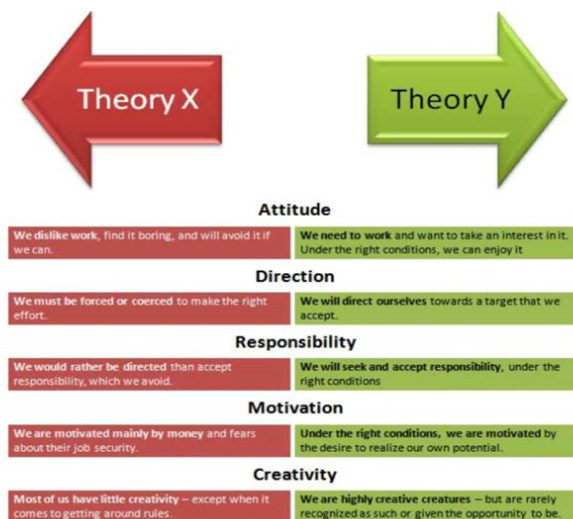 Theory X
Theory Y
Attitude
We dislike work, find it boring, and will avoid it if
we can.
We need to work and want to take an interest in it.
Under the right conditions, we can enjoy it
Direction
We must be forced or coerced to make the right
effort.
We will direct ourselves towards a target that we
accept.
Responsibility
We would rather be directed than accept
responsibility, which we avoid.
We will seek and accept responsibility, under the
right conditions
Motivation
We are motivated mainly by money and fears
about their job security.
Under the right conditions, we are motivated by
the desire to realize our own potential.
Creativity
Most of us have little creativity – except when it
comes to getting around rules.
We are highly creative creatures – but are rarely
recognized as such or given the opportunity to be.